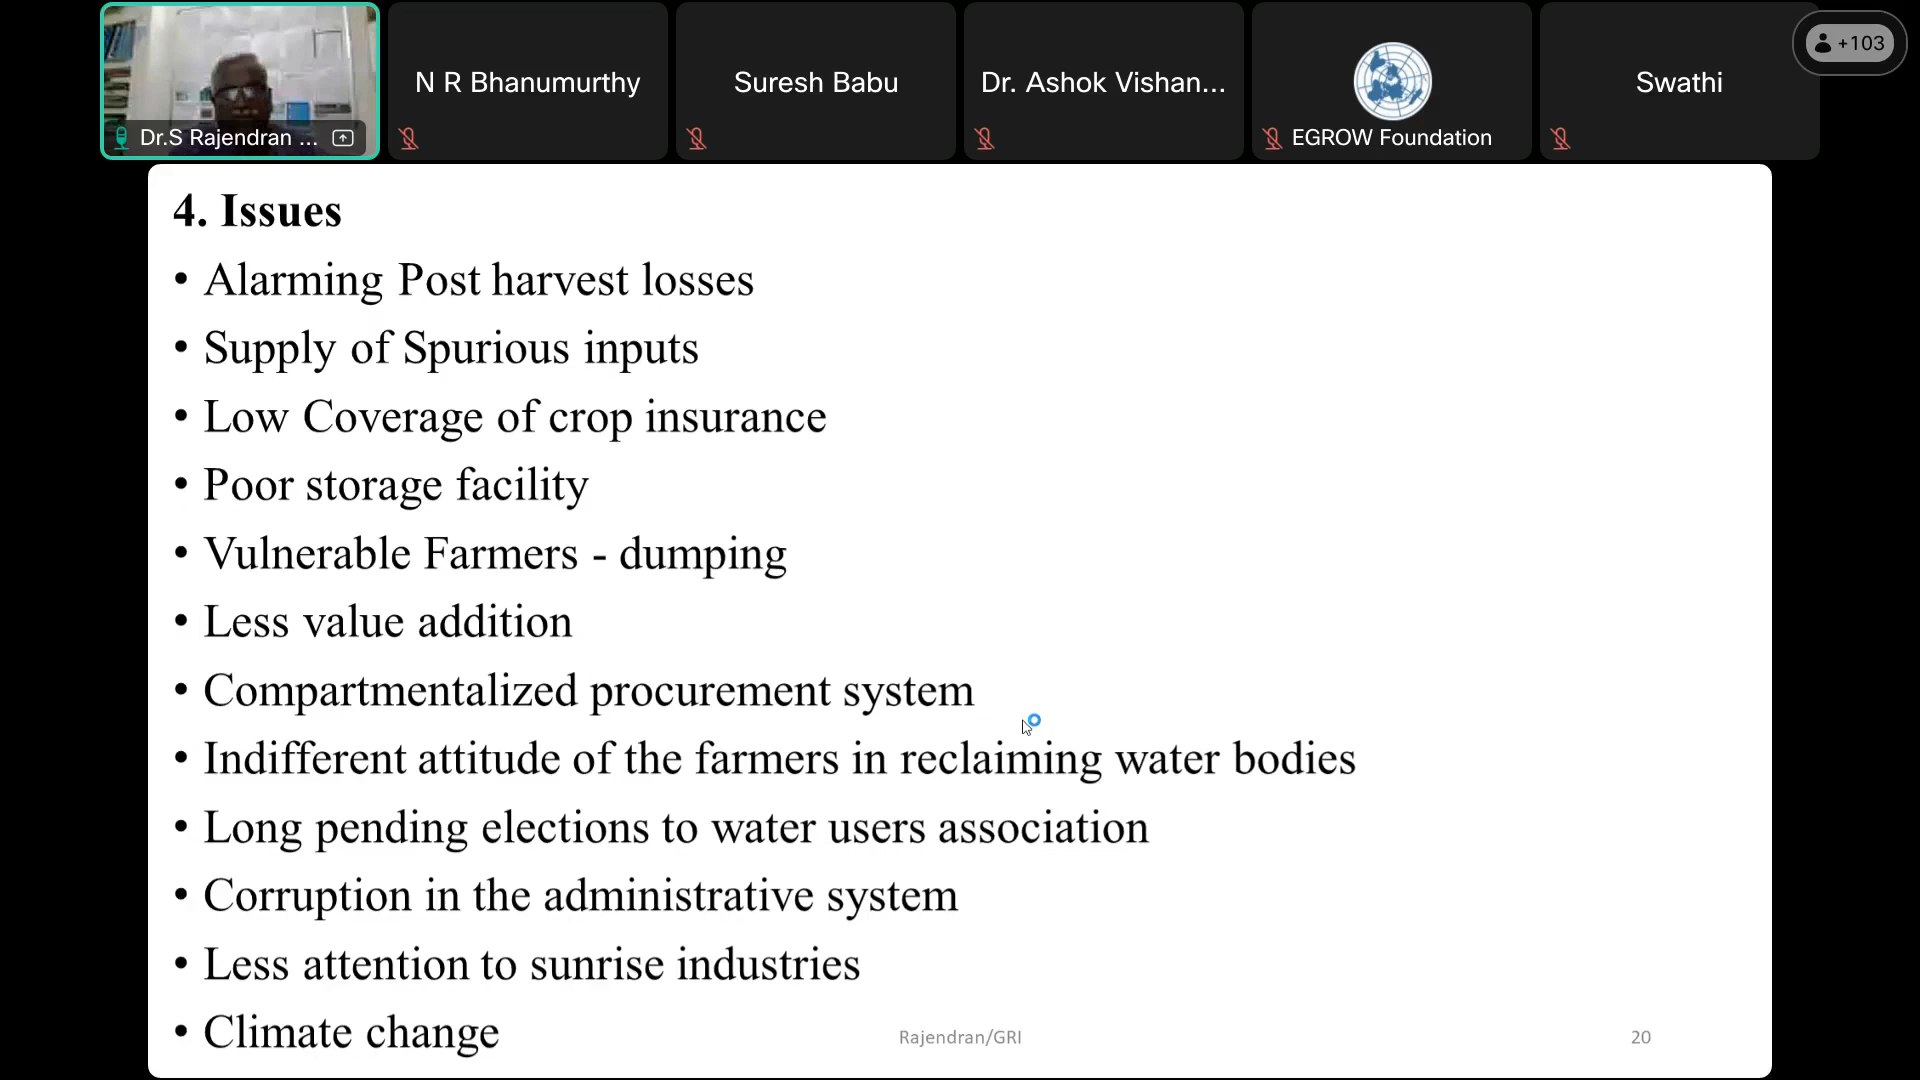 N R Bhanumurthy
Suresh Babu
Dr. Ashok Vishan...
Swathi
+103
Dr.S Rajendran ...
EGROW Foundation
4. Issues
• Alarming Post harvest losses
• Supply of Spurious inputs
• Low Coverage of crop insurance
• Poor storage facility
• Vulnerable Farmers - dumping
• Less value addition
• Compartmentalized procurement system
• Indifferent attitude of the farmers in reclaiming water bodies
• Long pending elections to water users association
• Corruption in the administrative system
• Less attention to sunrise industries
• Climate change
Rajendran/GRI
20